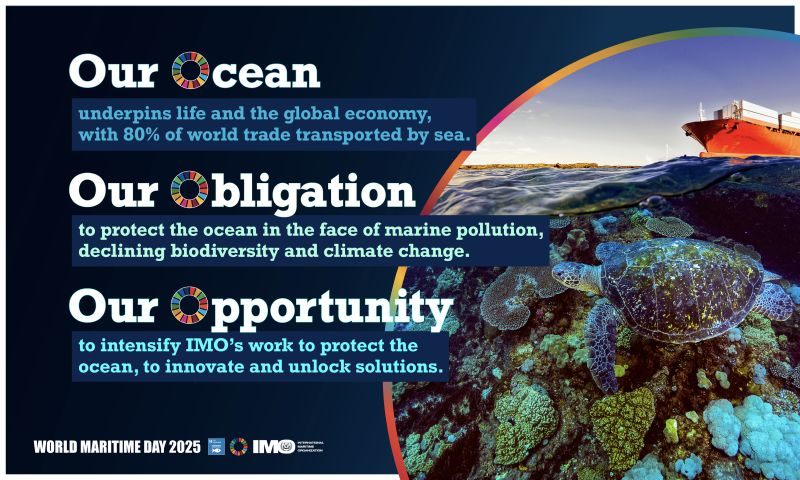 Our Ocean
underpins life and the global economy,
with 80% of world trade transported by sea.
Our Obligation
to protect the ocean in the face of marine pollution,
declining biodiversity and climate change.
Our Opportunity
to intensify IMO's work to protect the
ocean, to innovate and unlock solutions.
WORLD MARITIME DAY 2025
IMO
INTERNATIONAL
MARITIME
ORGANIZATION